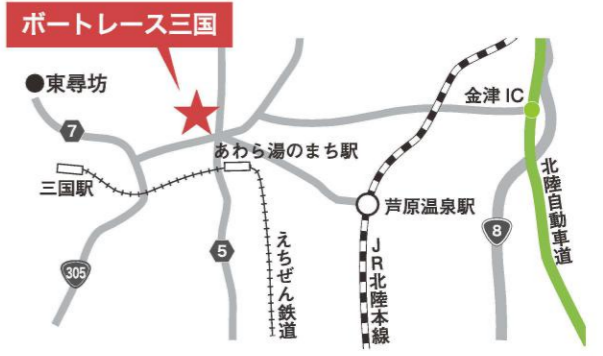 ボートレース三国
東尋坊
金津 IC
7
あわら湯のまち駅
三国駅
芦原温泉駅
北陸自動車道
8
5
えちぜん鉄道
JR北陸本線
305